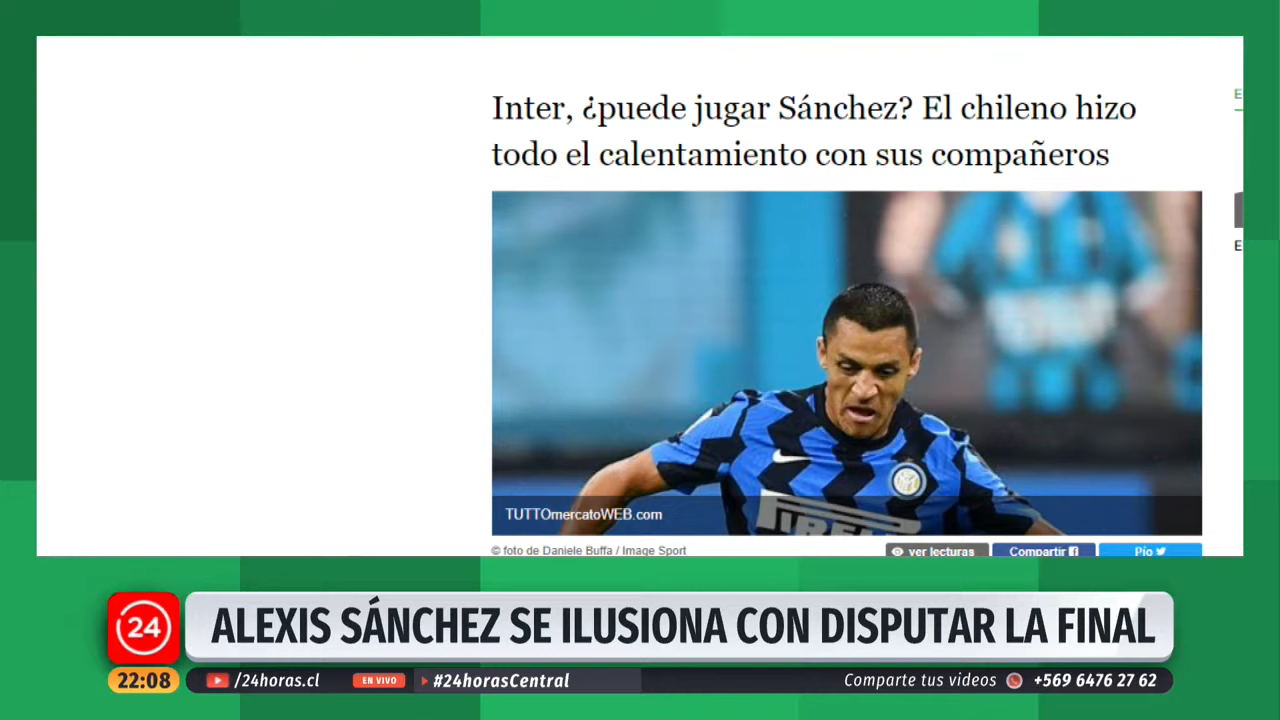 Inter, ¿puede jugar Sánchez? El chileno hizo
todo el calentamiento con sus compañeros
E
E
PIRELLI
TUTTOmercatoWEB.com
© foto de Daniele Buffa / Image Sport
ver lecturas
Compartir
Pío
24
ALEXIS SÁNCHEZ SE ILUSIONA CON DISPUTAR LA FINAL
22:08
/24horas.cl
EN VIVO
#24horasCentral
Comparte tus videos
+569 6476 27 62